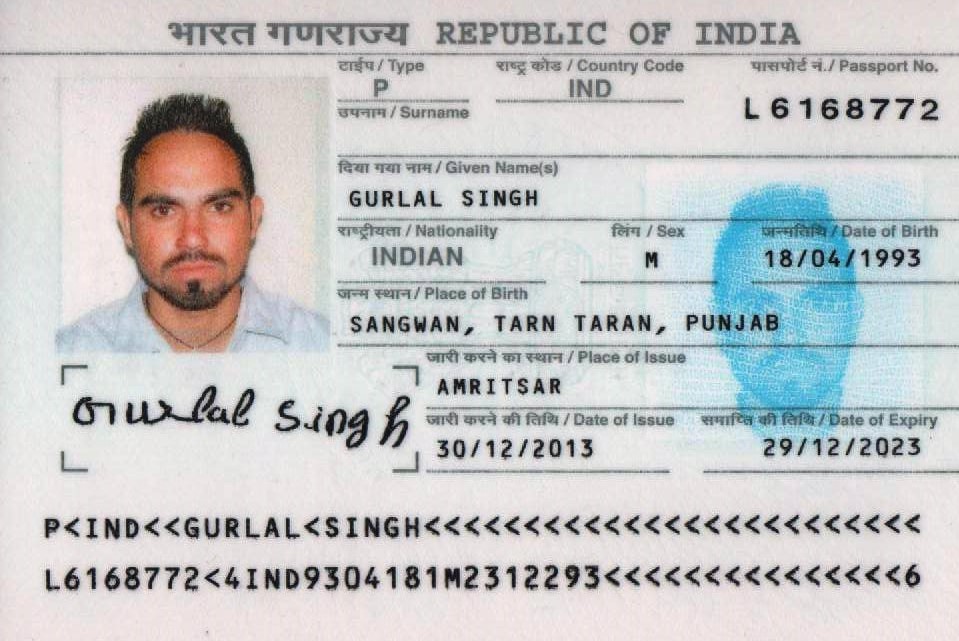 भारत गणराज्य REPUBLIC OF INDIA
टाईप / Type राष्ट्र कोड / Country Code पासपोर्ट नं. / Passport No.
P IND L6168772
उपनाम / Surname
दिया गया नाम / Given Name(s)
GURLAL SINGH
राष्ट्रीयता / Nationality लिंग / Sex जन्मतिथि / Date of Birth
INDIAN M 18/04/1993
जन्म स्थान / Place of Birth
SANGWAN, TARN TARAN, PUNJAB
जारी करने का स्थान / Place of Issue
AMRITSAR
Gurlal Singh
जारी करने की तिथि / Date of Issue समाप्ति की तिथि / Date of Expiry
30/12/2013 29/12/2023
P<IND<<GURLAL<SINGH<<<<<<<<<<<<<<<<<<<<<<<<<
L6168772<4IND9304181M2312293<<<<<<<<<<<<<<<6